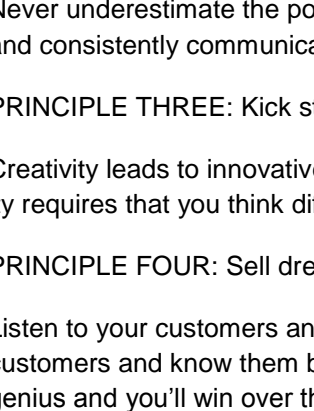 Never underestimate the po
and consistently communica
PRINCIPLE THREE: Kick st
Creativity leads to innovative
ty requires that you think dif
PRINCIPLE FOUR: Sell dre
Listen to your customers an
customers and know them b
genius and you'll win over th